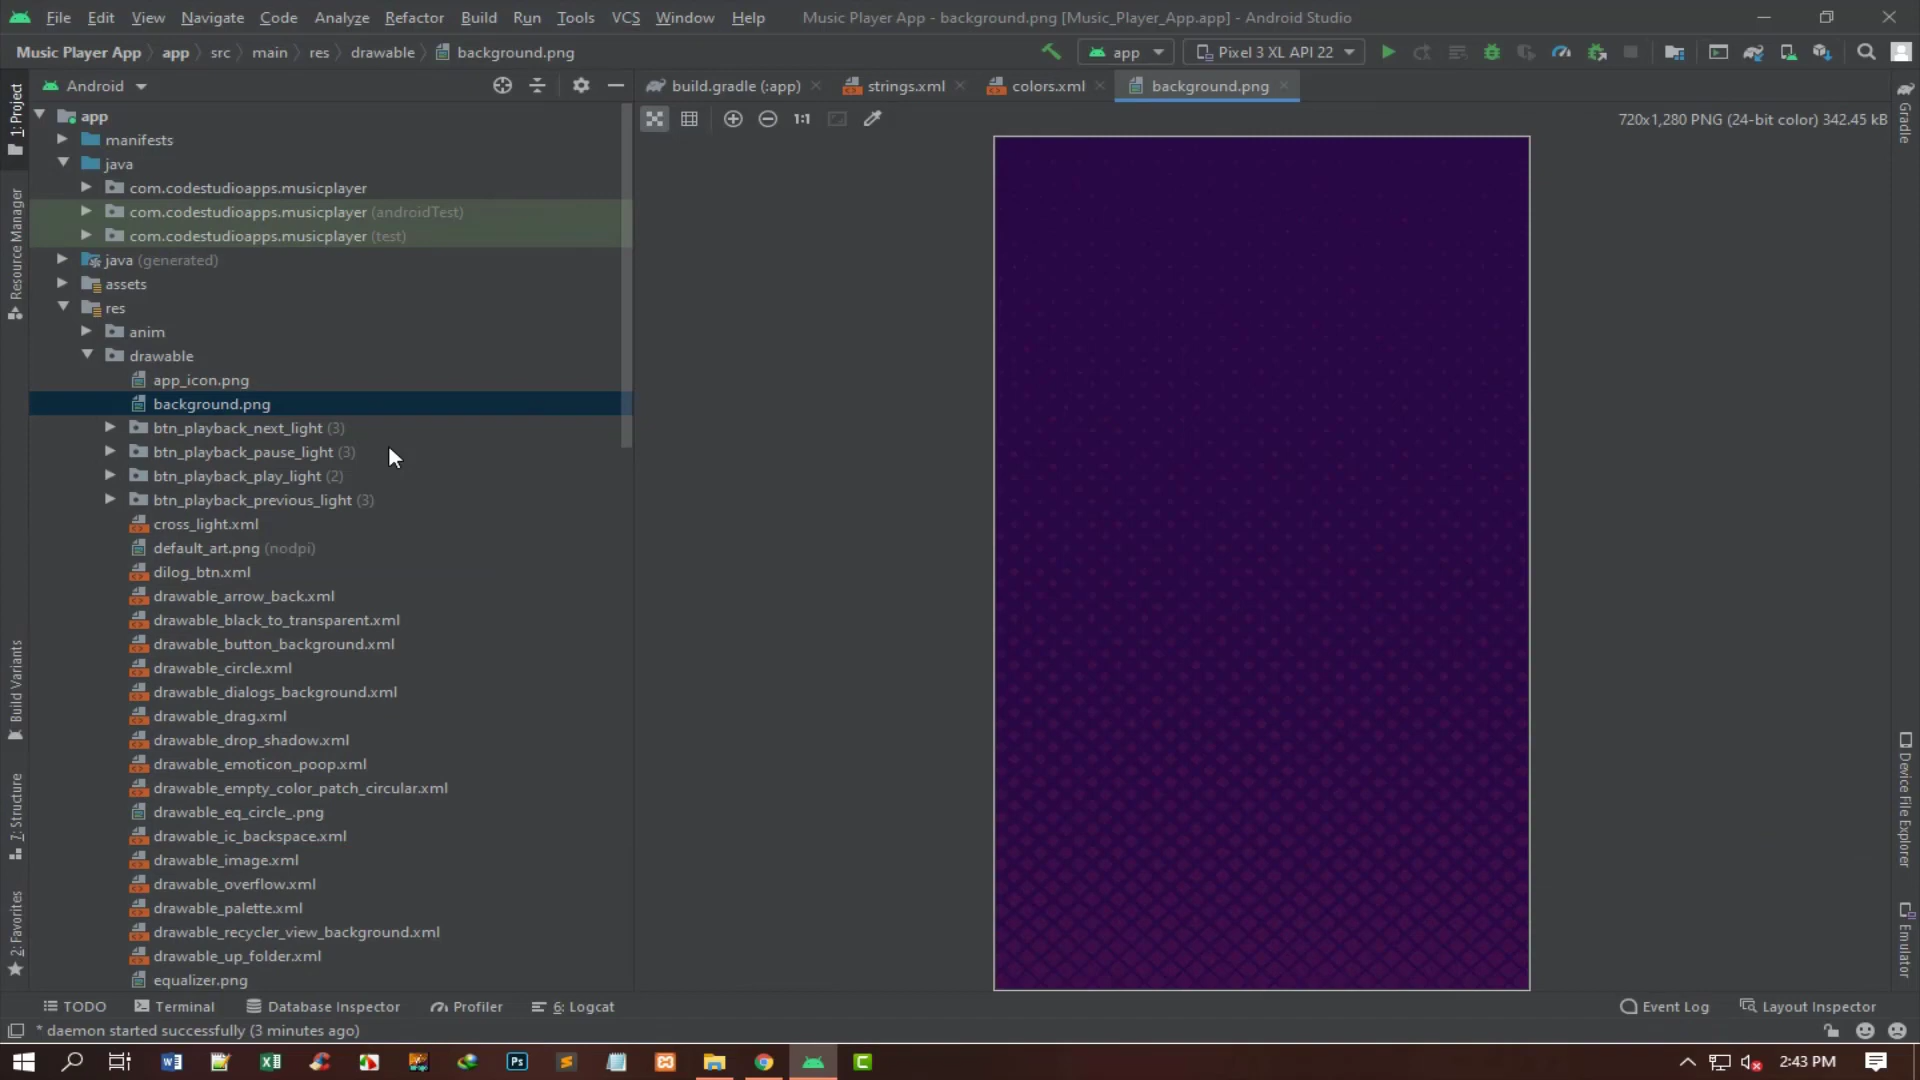 File Edit View Navigate Code Analyze Refactor Build Run Tools VCS Window Help Music Player App - background.png [Music_Player_App.app] - Android Studio
Music Player App app src main res drawable background.png app Pixel 3 XL API 22
Android build.gradle (:app) strings.xml colors.xml background.png
1:1 720x1,280 PNG (24-bit color) 342.45 kB
1: Project
Resource Manager
Build Variants
7: Structure
2: Favorites
app
manifests
java
com.codestudioapps.musicplayer
com.codestudioapps.musicplayer (androidTest)
com.codestudioapps.musicplayer (test)
java (generated)
assets
res
anim
drawable
app_icon.png
background.png
btn_playback_next_light (3)
btn_playback_pause_light (3)
btn_playback_play_light (2)
btn_playback_previous_light (3)
cross_light.xml
default_art.png (nodpi)
dilog_btn.xml
drawable_arrow_back.xml
drawable_black_to_transparent.xml
drawable_button_background.xml
drawable_circle.xml
drawable_dialogs_background.xml
drawable_drag.xml
drawable_drop_shadow.xml
drawable_emoticon_poop.xml
drawable_empty_color_patch_circular.xml
drawable_eq_circle_.png
drawable_ic_backspace.xml
drawable_image.xml
drawable_overflow.xml
drawable_palette.xml
drawable_recycler_view_background.xml
drawable_up_folder.xml
equalizer.png
Gradle
Device File Explorer
Emulator
TODO Terminal Database Inspector Profiler 6: Logcat Event Log Layout Inspector
* daemon started successfully (3 minutes ago)
Ps 2:43 PM